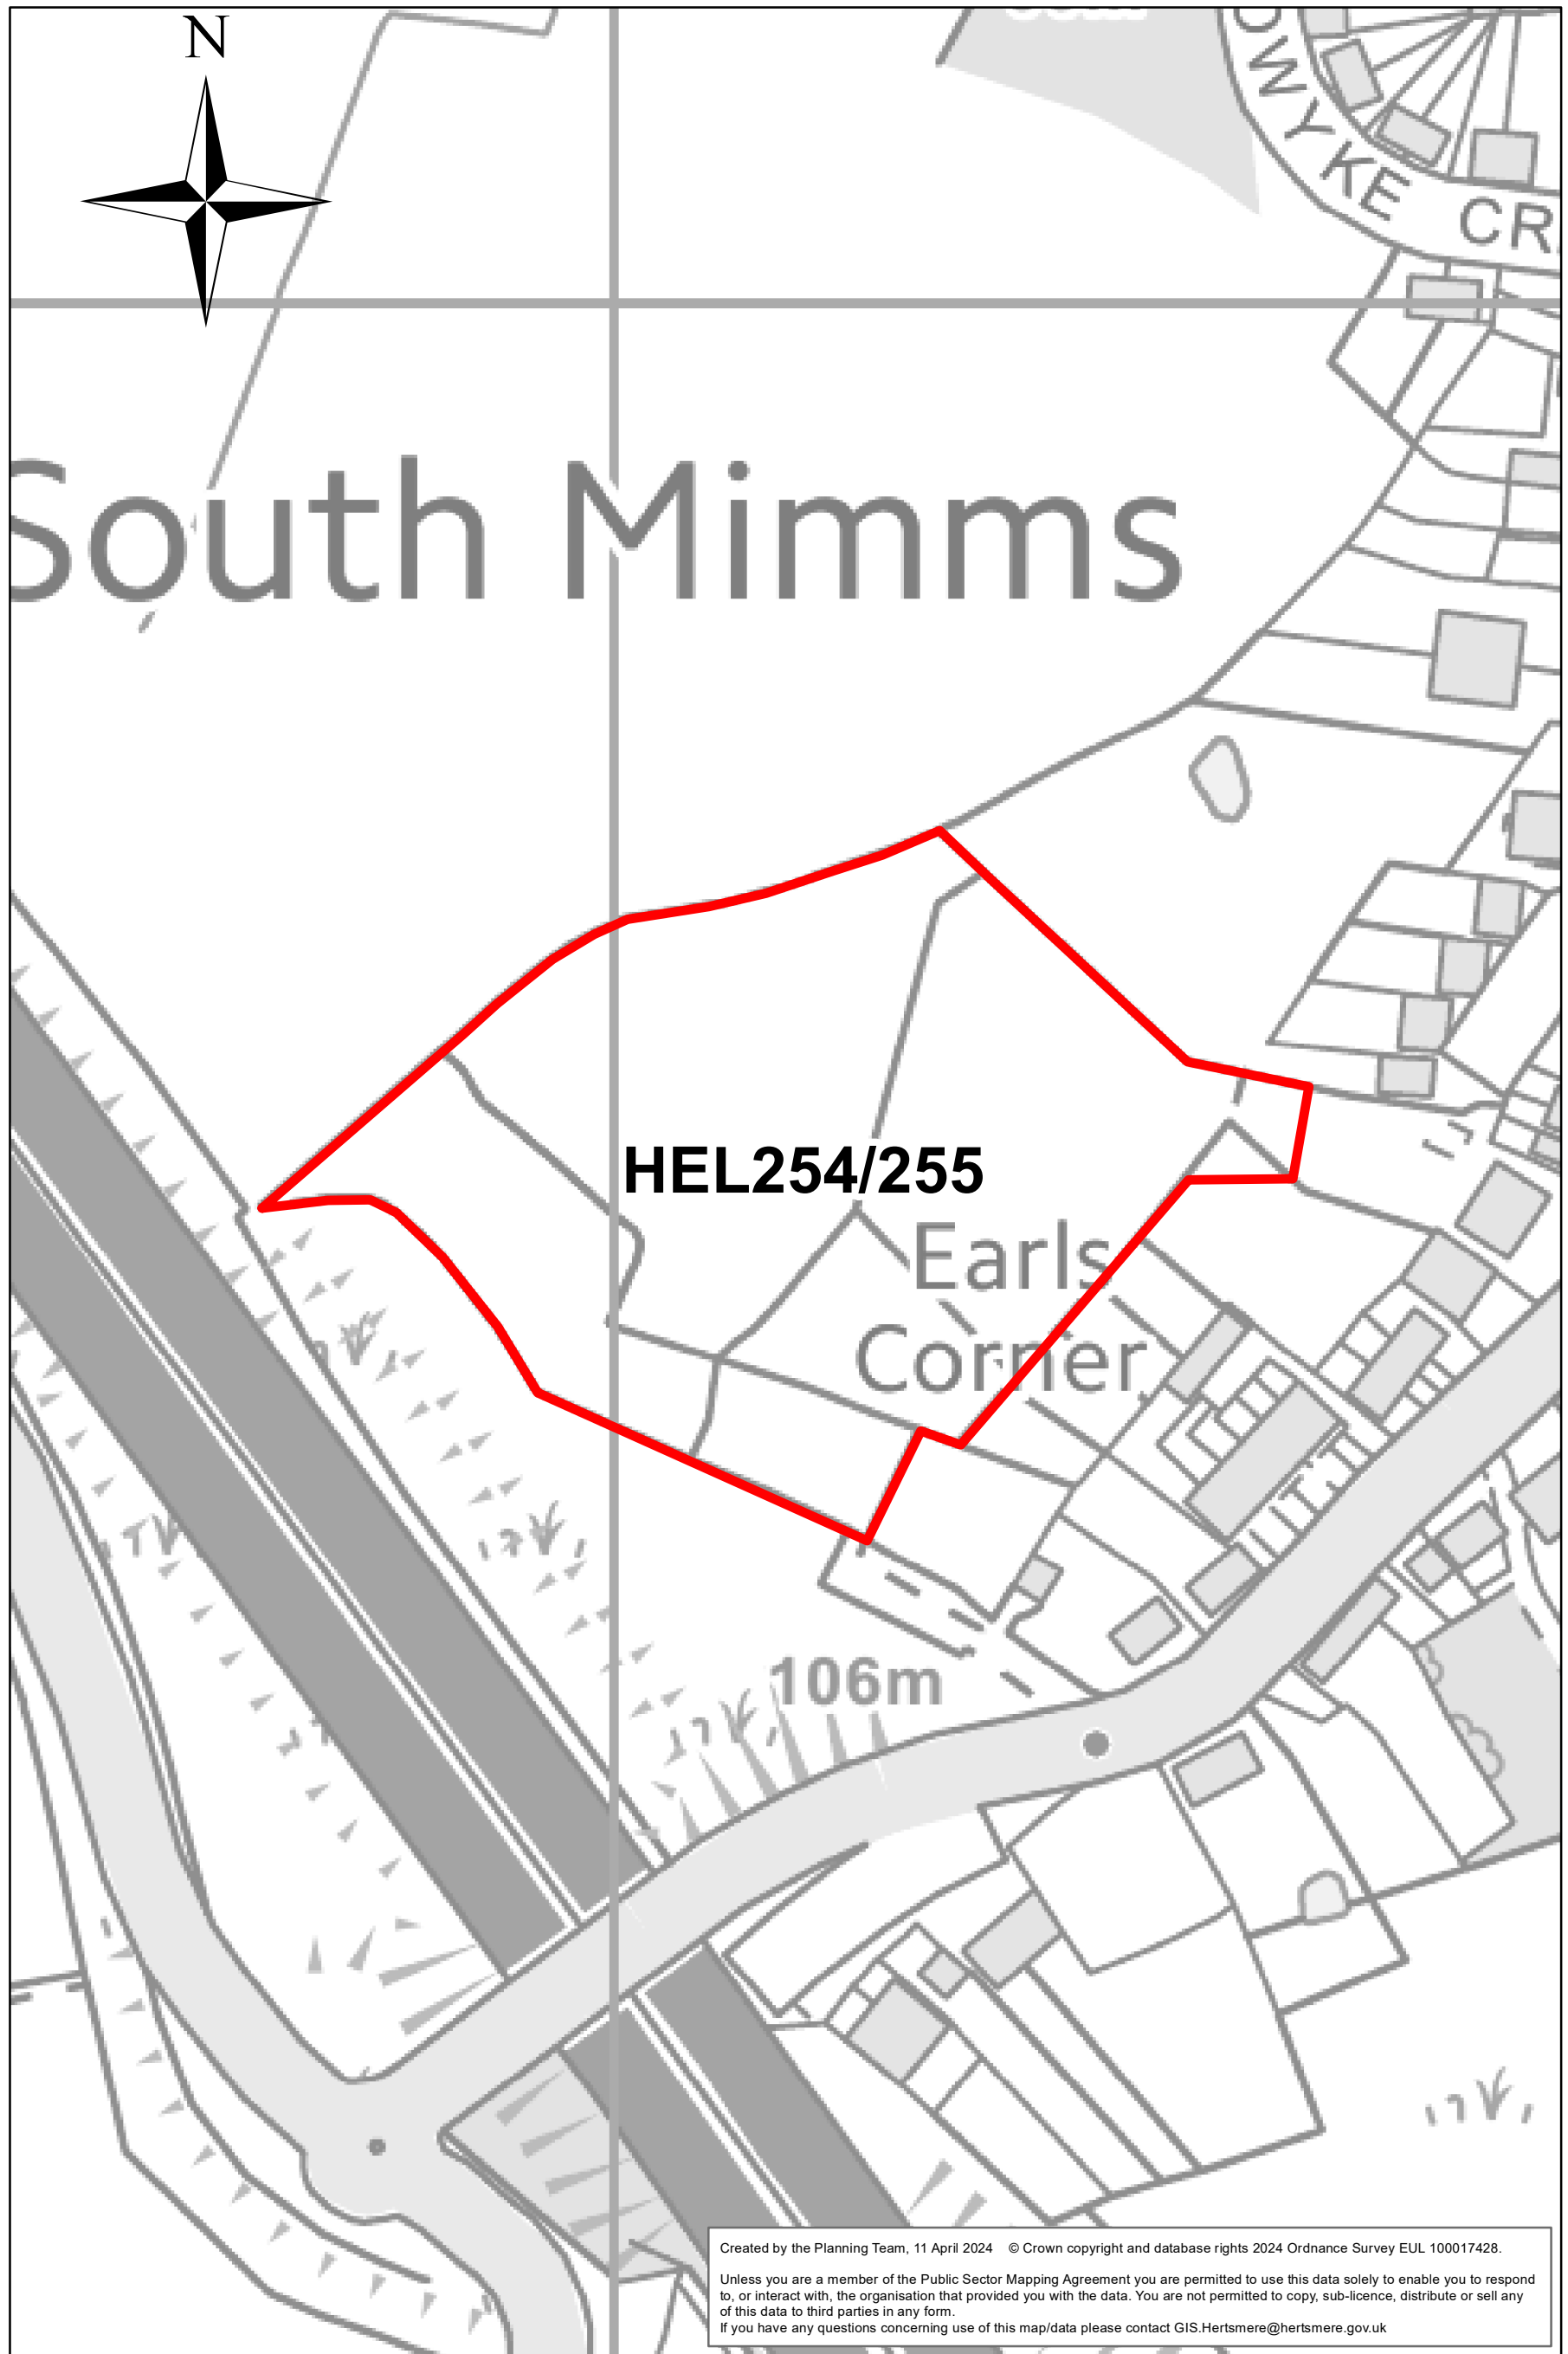 N
OWYKE CR
South Mimms
HEL254/255
Earls
Corner
106m
Created by the Planning Team, 11 April 2024 © Crown copyright and database rights 2024 Ordnance Survey EUL 100017428.
Unless you are a member of the Public Sector Mapping Agreement you are permitted to use this data solely to enable you to respond
to, or interact with, the organisation that provided you with the data. You are not permitted to copy, sub-licence, distribute or sell any
of this data to third parties in any form.
If you have any questions concerning use of this map/data please contact GIS.Hertsmere@hertsmere.gov.uk